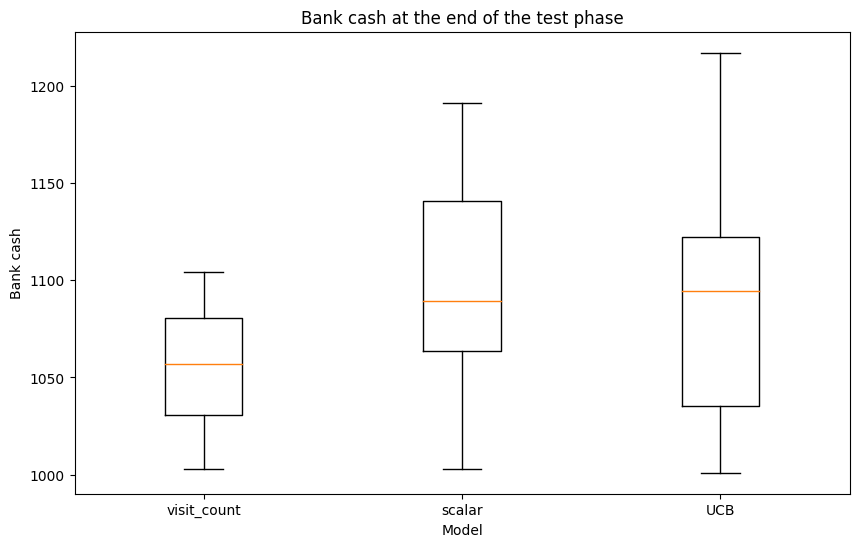 Bank cash at the end of the test phase
1200
1150
1100
1050
1000
Bank cash
visit_count scalar UCB
Model